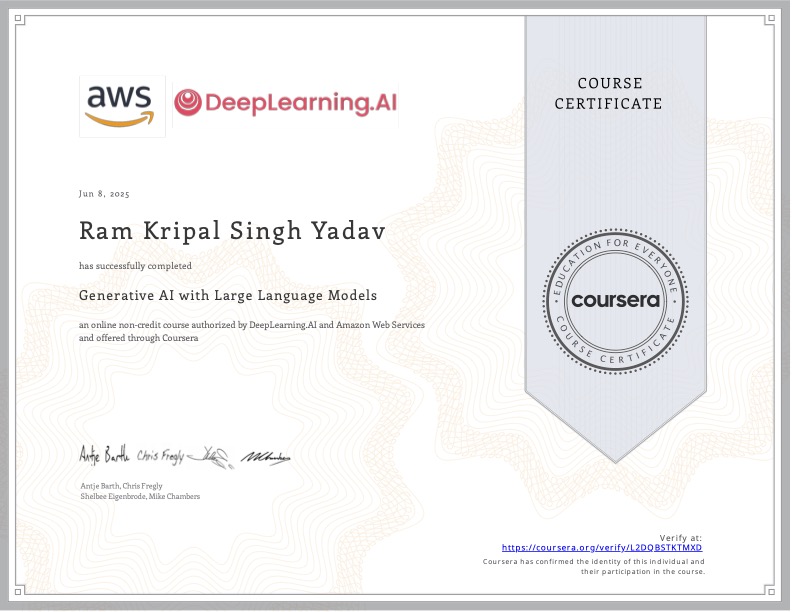 aws DeepLearning.AI
COURSE
CERTIFICATE
Jun 8, 2025
Ram Kripal Singh Yadav
has successfully completed
Generative AI with Large Language Models
an online non-credit course authorized by DeepLearning.AI and Amazon Web Services
and offered through Coursera
EDUCATION FOR EVERYONE
coursera
COURSE CERTIFICATE
Antje Barth Chris Fregly
Antje Barth, Chris Fregly
Shelbee Eigenbrode, Mike Chambers
Verify at:
https://coursera.org/verify/L2DQBSTKTMXD
Coursera has confirmed the identity of this individual and
their participation in the course.